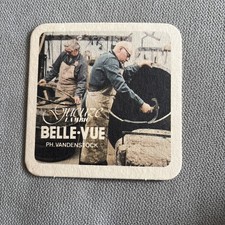 Gueuze
LAMBIC
BELLE-VUE
PH. VANDENSTOCK